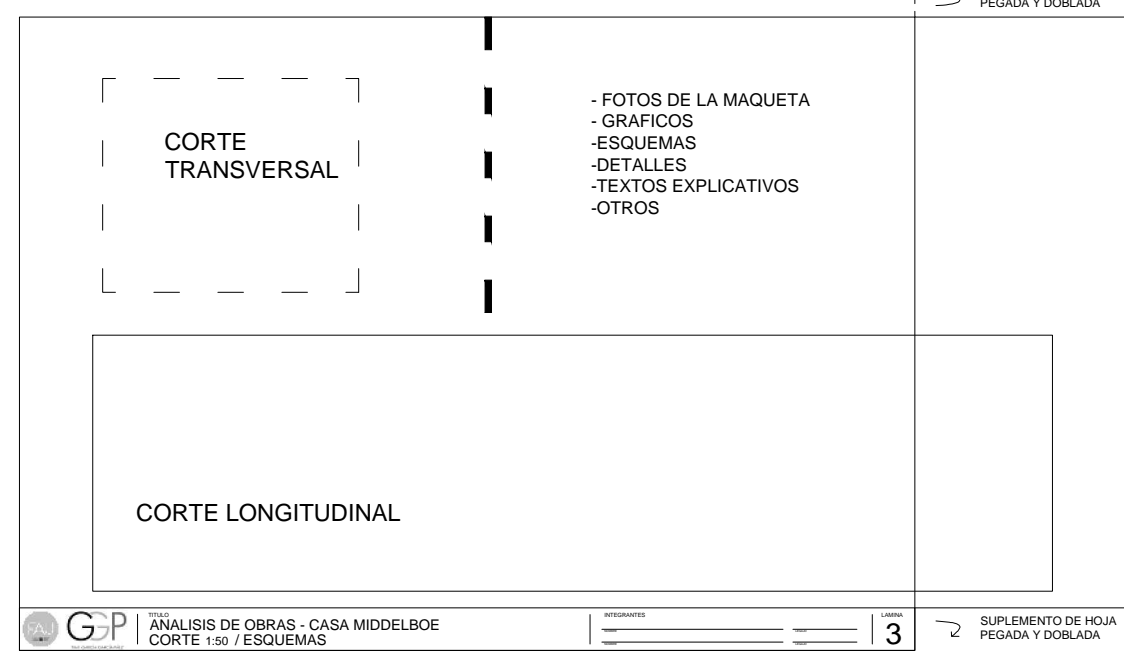 PEGADA Y DOBLADA
CORTE
TRANSVERSAL
- FOTOS DE LA MAQUETA
- GRAFICOS
-ESQUEMAS
-DETALLES
-TEXTOS EXPLICATIVOS
-OTROS
CORTE LONGITUDINAL
GGP
TITULO
ANALISIS DE OBRAS - CASA MIDDELBOE
CORTE 1:50 / ESQUEMAS
INTEGRANTES
LAMINA
3
SUPLEMENTO DE HOJA
PEGADA Y DOBLADA